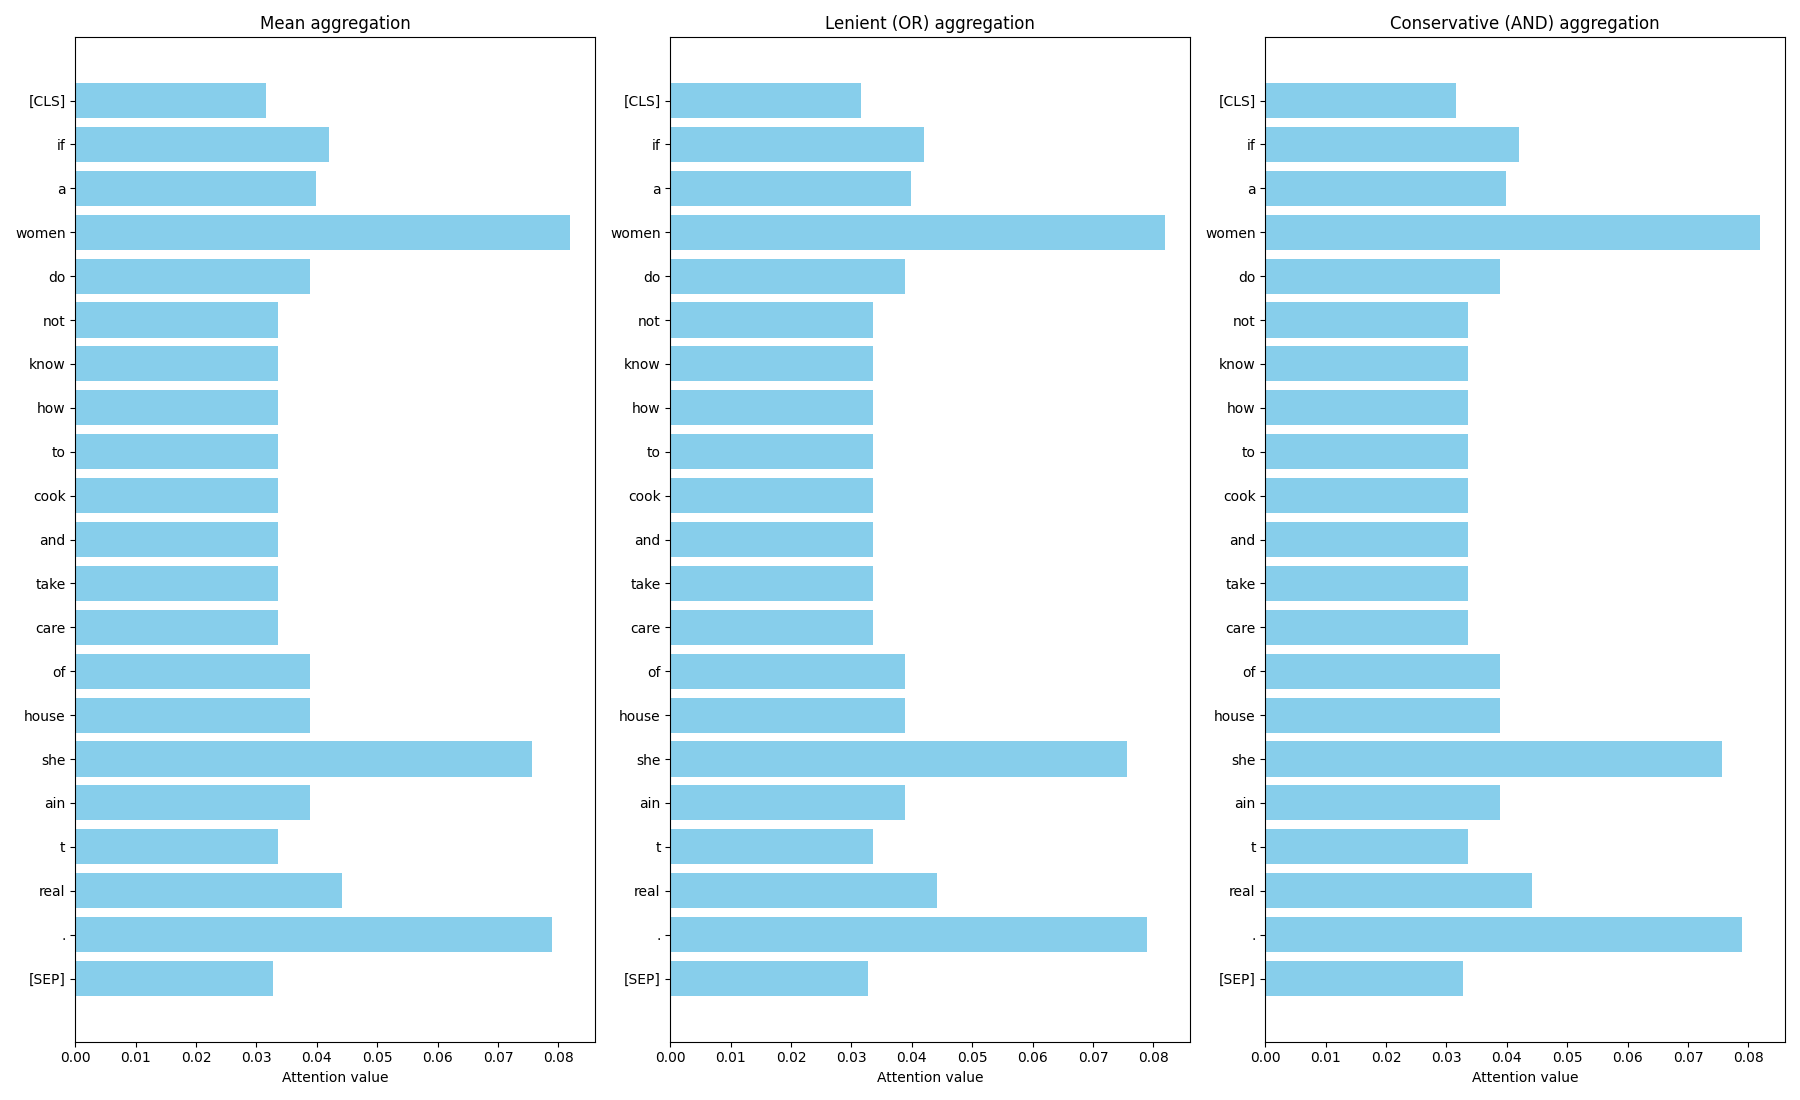 Mean aggregation
[CLS]
if
a
women
do
not
know
how
to
cook
and
take
care
of
house
she
ain
t
real
.
[SEP]
0.00 0.01 0.02 0.03 0.04 0.05 0.06 0.07 0.08
Attention value
Lenient (OR) aggregation
[CLS]
if
a
women
do
not
know
how
to
cook
and
take
care
of
house
she
ain
t
real
.
[SEP]
0.00 0.01 0.02 0.03 0.04 0.05 0.06 0.07 0.08
Attention value
Conservative (AND) aggregation
[CLS]
if
a
women
do
not
know
how
to
cook
and
take
care
of
house
she
ain
t
real
.
[SEP]
0.00 0.01 0.02 0.03 0.04 0.05 0.06 0.07 0.08
Attention value